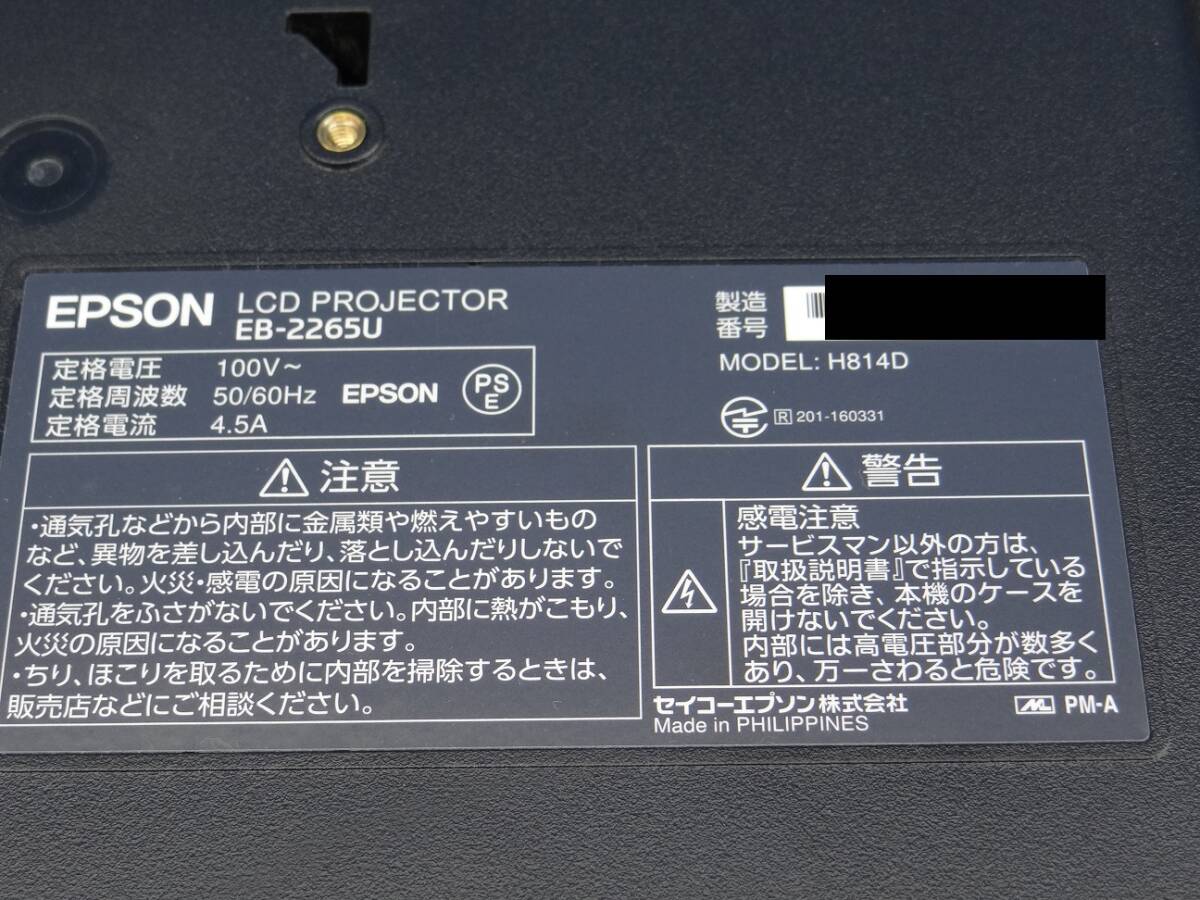 EPSON LCD PROJECTOR
EB-2265U
定格電圧 100V~
定格周波数 50/60Hz
定格電流 4.5A
EPSON
PS
E
製造
番号
MODEL: H814D
R 201-160331
注意
・通気孔などから内部に金属類や燃えやすいもの
など、異物を差し込んだり、落とし込んだりしないで
ください。火災・感電の原因になることがあります。
・通気孔をふさがないでください。内部に熱がこもり、
火災の原因になることがあります。
・ちり、ほこりを取るために内部を掃除するときは、
販売店などにご相談ください。
警告
感電注意
サービスマン以外の方は、
『取扱説明書』で指示している
場合を除き、本機のケースを
開けないでください。
内部には高電圧部分が数多く
あり、万一さわると危険です。
セイコーエプソン株式会社
Made in PHILIPPINES
PM-A